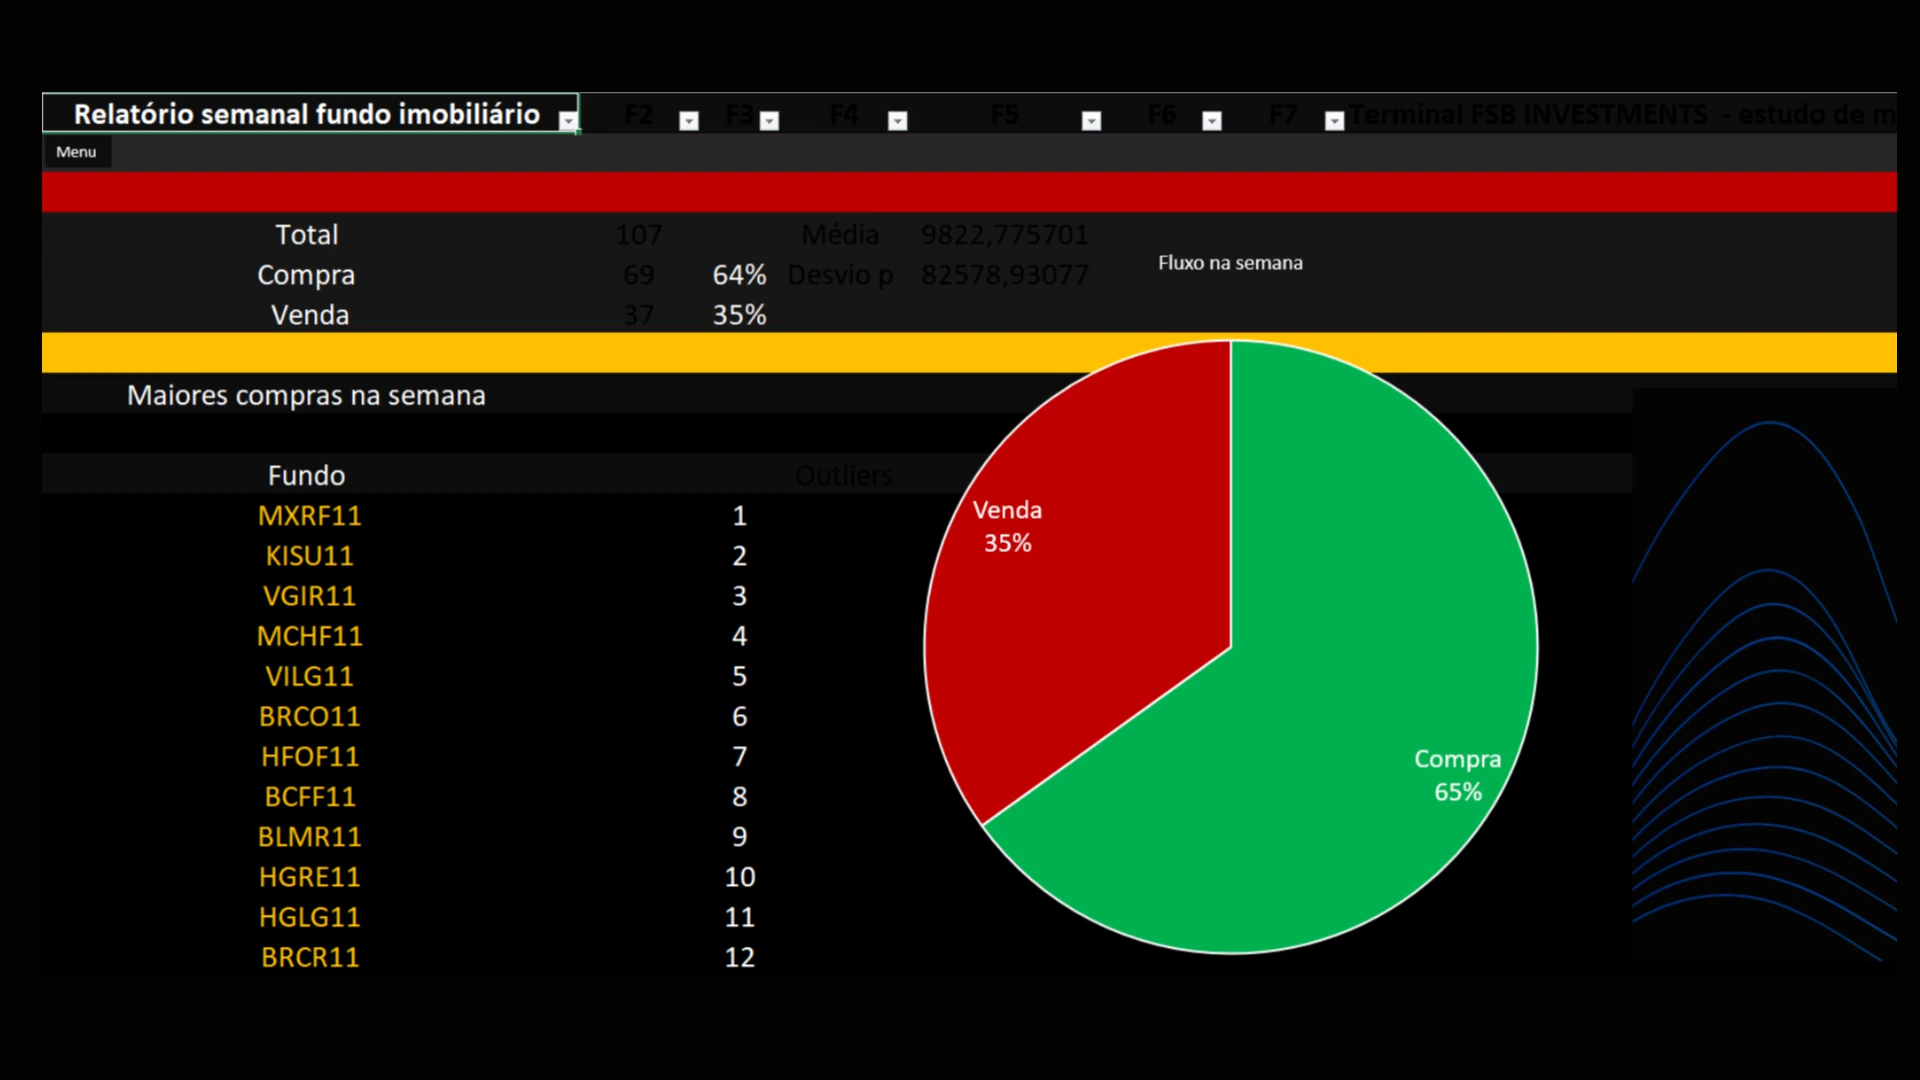 Relatório semanal fundo imobiliário F2 F3 F4 F5 F6 F7 Terminal FSB INVESTMENTS - estudo de m
Menu
Total 107 Média 9822,775701
Compra 69 64% Desvio p 82578,93077
Venda 37 35%
Fluxo na semana
Maiores compras na semana
Fundo Outliers
MXRF11 1
KISU11 2
VGIR11 3
MCHF11 4
VILG11 5
BRCO11 6
HFOF11 7
BCFF11 8
BLMR11 9
HGRE11 10
HGLG11 11
BRCR11 12
Venda
35%
Compra
65%